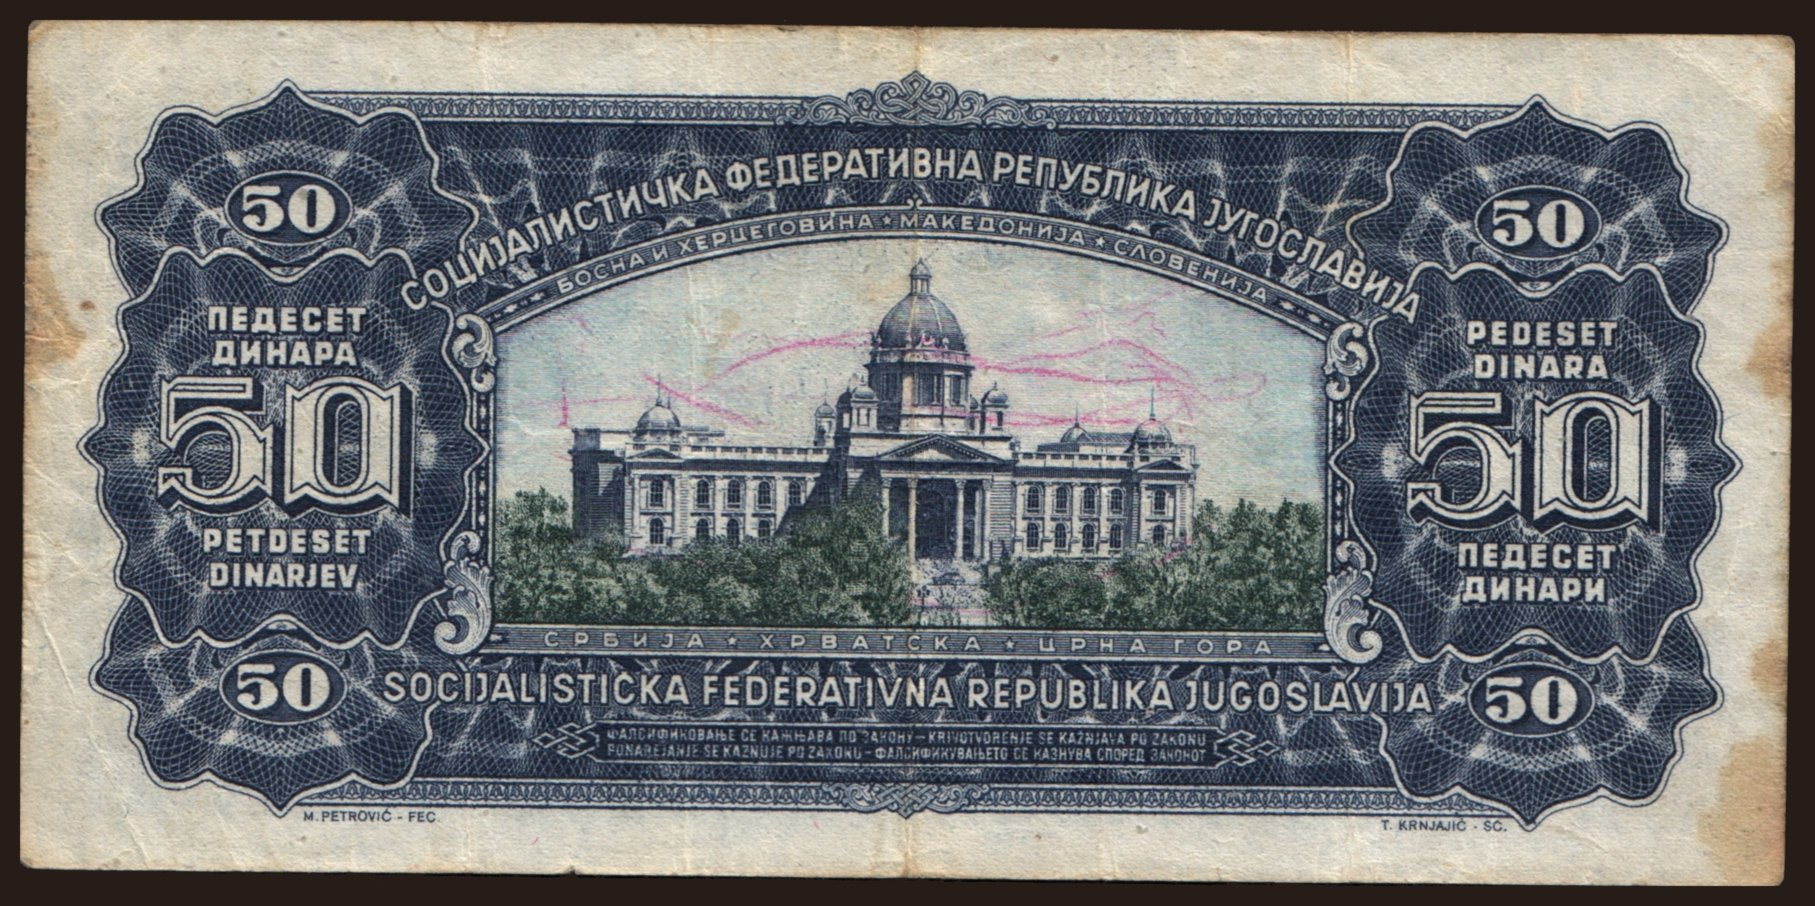 СОЦИЈАЛИСТИЧКА ФЕДЕРАТИВНА РЕПУБЛИКА ЈУГОСЛАВИЈА
БОСНА И ХЕРЦЕГОВИНА ★ МАКЕДОНИЈА ★ СЛОВЕНИЈА
50
50
ПЕДЕСЕТ
ДИНАРА
50
PETDESET
DINARJEV
PEDESET
DINARA
50
ПЕДЕСЕТ
ДИНАРИ
СРБИЈА ★ ХРВАТСКА ★ ЦРНА ГОРА
50
SOCIJALISTIČKA FEDERATIVNA REPUBLIKA JUGOSLAVIJA
50
ФАЛСИФИКОВАЊЕ СЕ КАЖЊАВА ПО ЗАКОНУ – KRIVOTVORENJE SE KAŽNJAVA PO ZAKONU
PONAREJANJE SE KAZNUJE PO ZAKONU – ФАЛСИФИКУВАЊЕТО СЕ КАЗНУВА СПОРЕД ЗАКОНОТ
M. PETROVIĆ - FEC.
T. KRNJAJIĆ - SC.